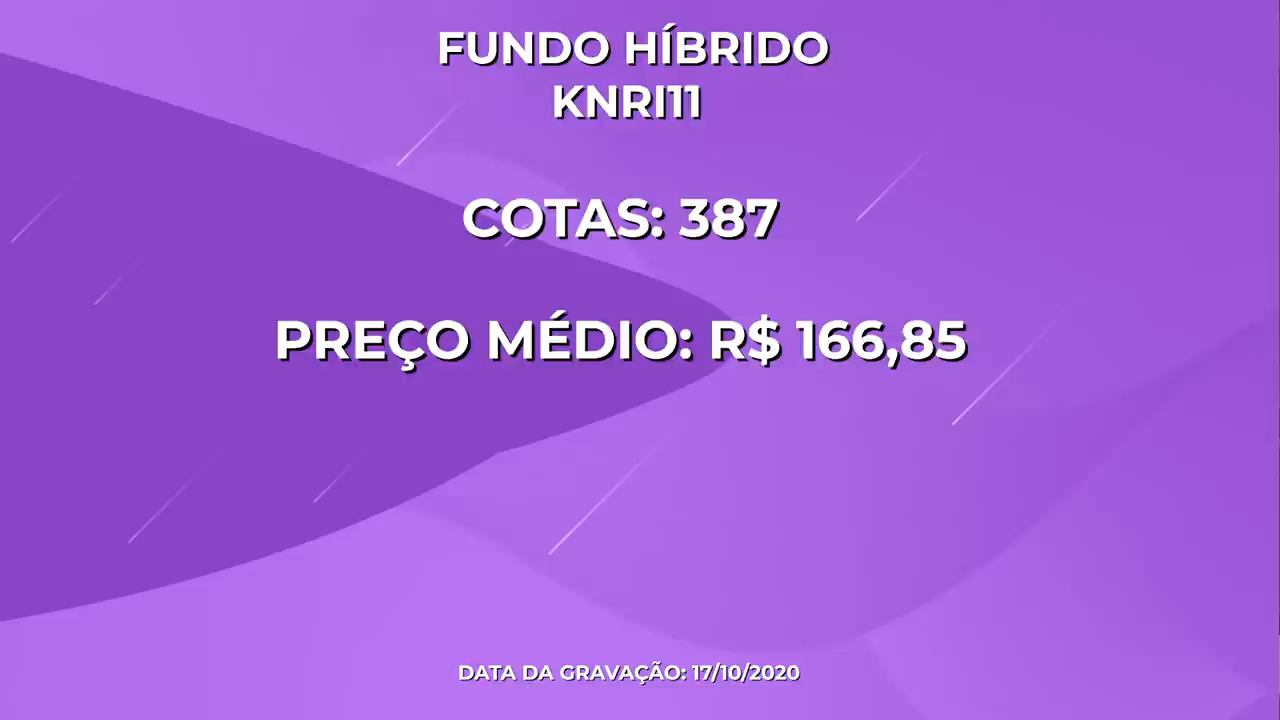 FUNDO HÍBRIDO
KNRI11
COTAS: 387
PREÇO MÉDIO: R$ 166,85
DATA DA GRAVAÇÃO: 17/10/2020